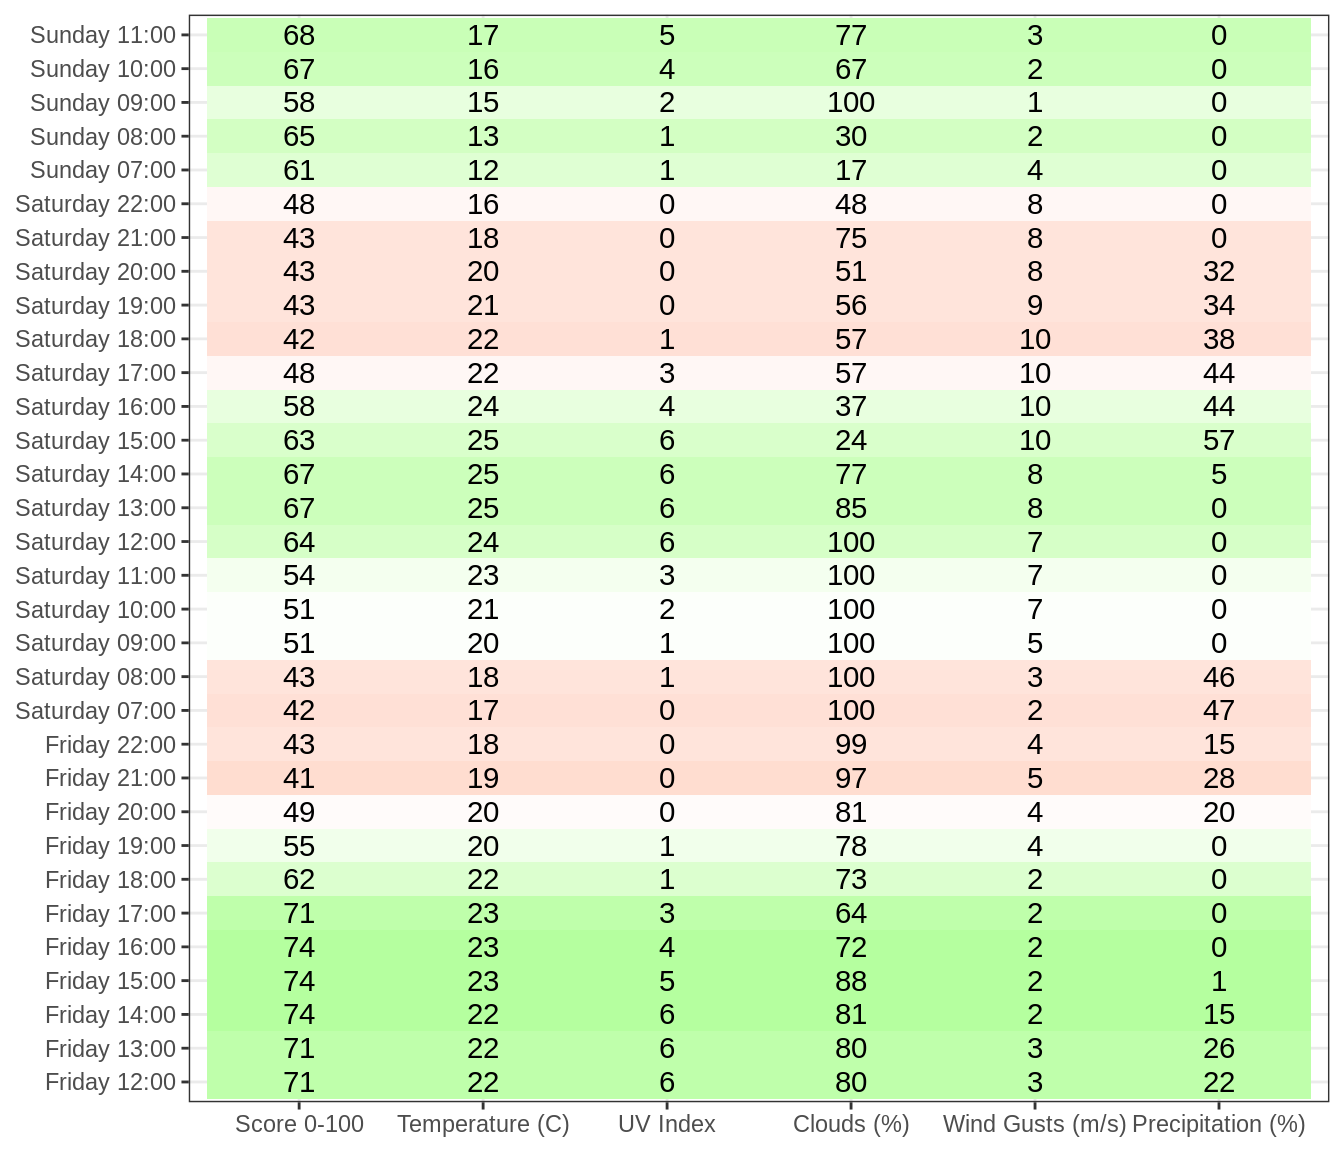 Sunday 11:00 68 17 5 77 3 0
Sunday 10:00 67 16 4 67 2 0
Sunday 09:00 58 15 2 100 1 0
Sunday 08:00 65 13 1 30 2 0
Sunday 07:00 61 12 1 17 4 0
Saturday 22:00 48 16 0 48 8 0
Saturday 21:00 43 18 0 75 8 0
Saturday 20:00 43 20 0 51 8 32
Saturday 19:00 43 21 0 56 9 34
Saturday 18:00 42 22 1 57 10 38
Saturday 17:00 48 22 3 57 10 44
Saturday 16:00 58 24 4 37 10 44
Saturday 15:00 63 25 6 24 10 57
Saturday 14:00 67 25 6 77 8 5
Saturday 13:00 67 25 6 85 8 0
Saturday 12:00 64 24 6 100 7 0
Saturday 11:00 54 23 3 100 7 0
Saturday 10:00 51 21 2 100 7 0
Saturday 09:00 51 20 1 100 5 0
Saturday 08:00 43 18 1 100 3 46
Saturday 07:00 42 17 0 100 2 47
Friday 22:00 43 18 0 99 4 15
Friday 21:00 41 19 0 97 5 28
Friday 20:00 49 20 0 81 4 20
Friday 19:00 55 20 1 78 4 0
Friday 18:00 62 22 1 73 2 0
Friday 17:00 71 23 3 64 2 0
Friday 16:00 74 23 4 72 2 0
Friday 15:00 74 23 5 88 2 1
Friday 14:00 74 22 6 81 2 15
Friday 13:00 71 22 6 80 3 26
Friday 12:00 71 22 6 80 3 22
Score 0-100 Temperature (C) UV Index Clouds (%) Wind Gusts (m/s) Precipitation (%)